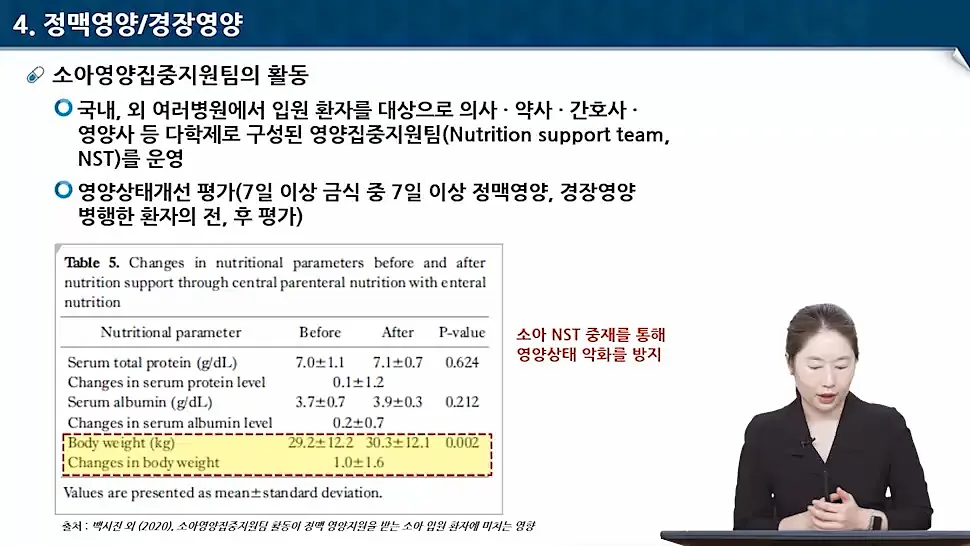 4. 정맥영양/경장영양
소아영양집중지원팀의 활동
국내, 외 여러병원에서 입원 환자를 대상으로 의사 · 약사 · 간호사 ·
영양사 등 다학제로 구성된 영양집중지원팀(Nutrition support team,
NST)를 운영
영양상태개선 평가(7일 이상 금식 중 7일 이상 정맥영양, 경장영양
병행한 환자의 전, 후 평가)
Table 5. Changes in nutritional parameters before and after
nutrition support through central parenteral nutrition with enteral
nutrition
Nutritional parameter Before After P-value
Serum total protein (g/dL) 7.0±1.1 7.1±0.7 0.624
Changes in serum protein level 0.1±1.2
Serum albumin (g/dL) 3.7±0.7 3.9±0.3 0.212
Changes in serum albumin level 0.2±0.7
Body weight (kg) 29.2±12.2 30.3±12.1 0.002
Changes in body weight 1.0±1.6
Values are presented as mean±standard deviation.
소아 NST 중재를 통해
영양상태 악화를 방지
출처 : 백시진 외 (2020), 소아영양집중지원팀 활동이 정맥 영양지원을 받는 소아 입원 환자에 미치는 영향